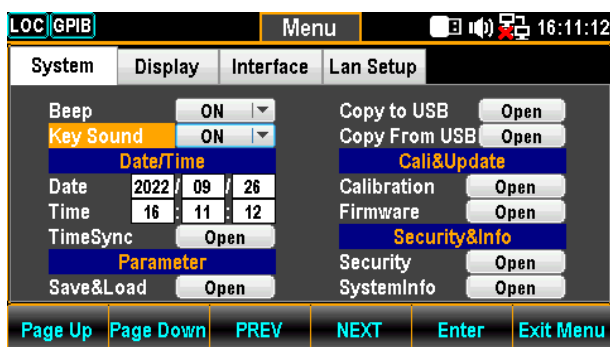 LOC GPIB Menu 16:11:12
System Display Interface Lan Setup
Beep ON
Key Sound ON
Date/Time
Date 2022 / 09 / 26
Time 16 : 11 : 12
TimeSync Open
Parameter
Save&Load Open
Copy to USB Open
Copy From USB Open
Cali&Update
Calibration Open
Firmware Open
Security&Info
Security Open
SystemInfo Open
Page Up Page Down PREV NEXT Enter Exit Menu